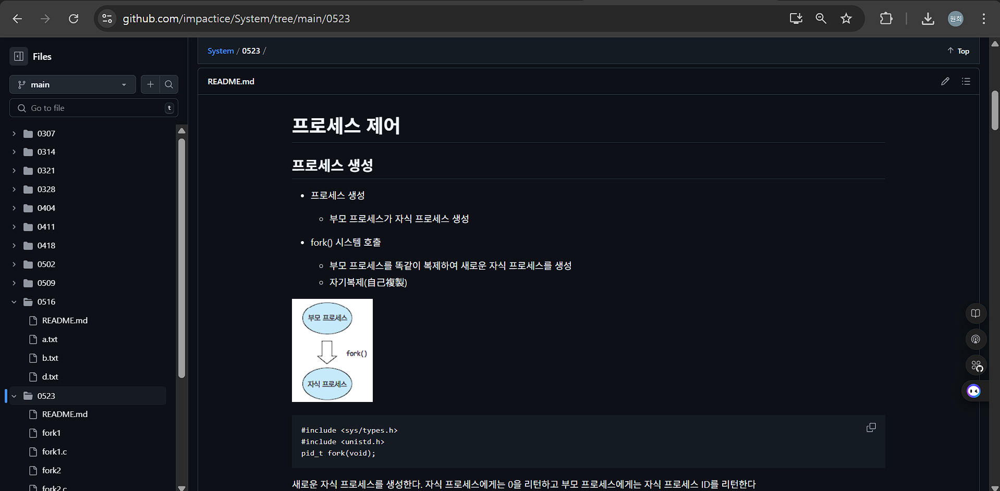 github.com/impactice/System/tree/main/0523
원희
Files
System / 0523 /
Top
main
README.md
Go to file
t
0307
0314
0321
0328
0404
0411
0418
0502
0509
0516
README.md
a.txt
b.txt
d.txt
0523
README.md
fork1
fork1.c
fork2
fork2.c
프로세스 제어
프로세스 생성
프로세스 생성
부모 프로세스가 자식 프로세스 생성
fork() 시스템 호출
부모 프로세스를 똑같이 복제하여 새로운 자식 프로세스를 생성
자기복제(自己複製)
부모 프로세스
fork()
자식 프로세스
#include <sys/types.h>
#include <unistd.h>
pid_t fork(void);
새로운 자식 프로세스를 생성한다. 자식 프로세스에게는 0을 리턴하고 부모 프로세스에게는 자식 프로세스 ID를 리턴한다